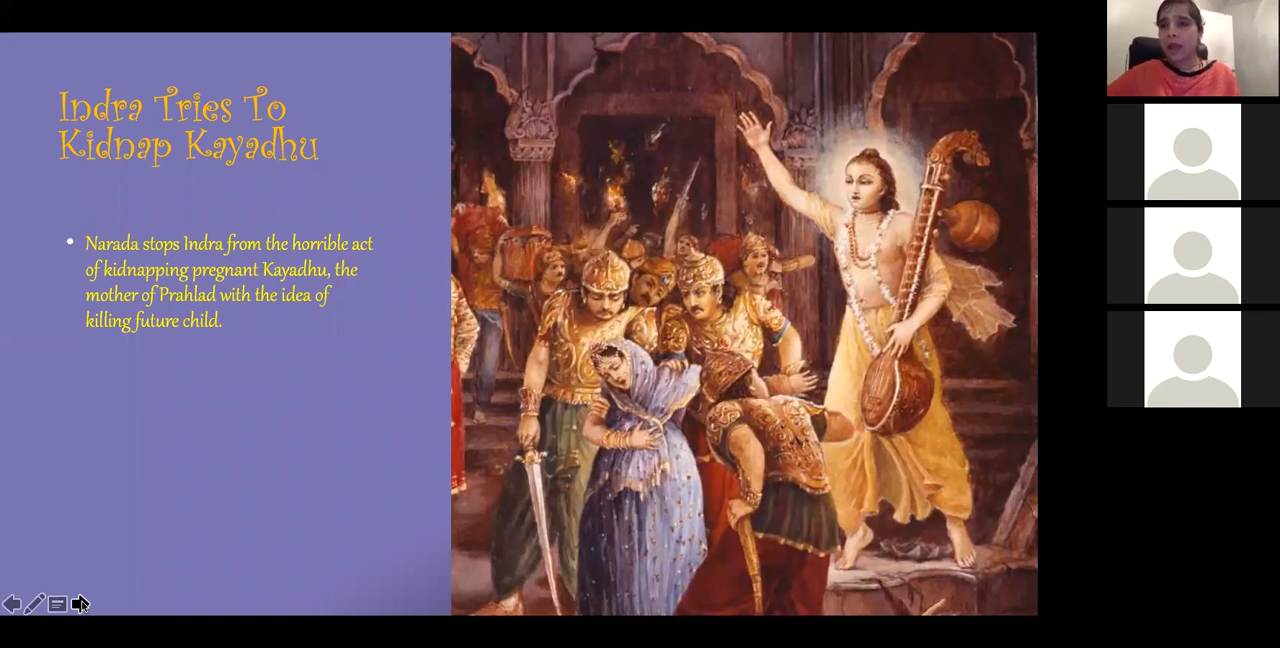 Indra Tries To
Kidnap Kayadhu
• Narada stops Indra from the horrible act
of kidnapping pregnant Kayadhu, the
mother of Prahlad with the idea of
killing future child.